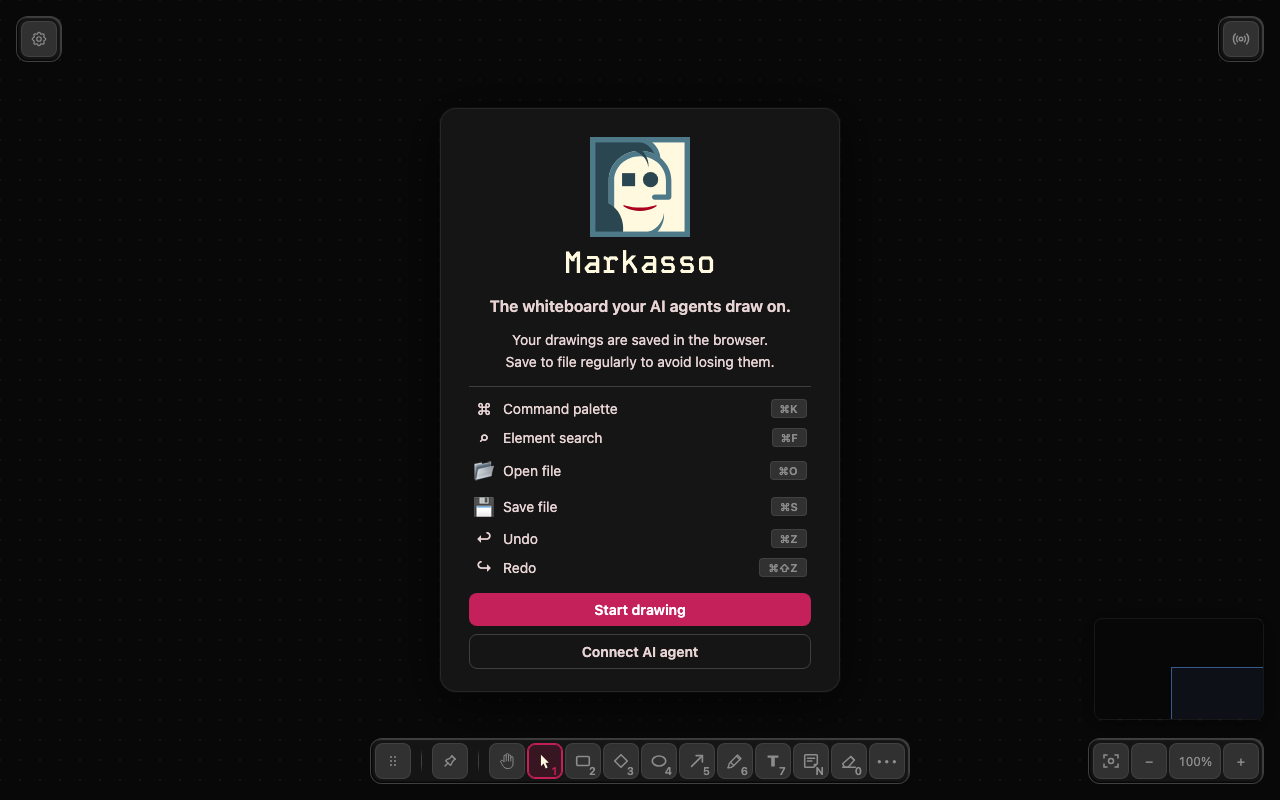 Markasso
The whiteboard your AI agents draw on.
Your drawings are saved in the browser.
Save to file regularly to avoid losing them.
⌘ Command palette ⌘K
Element search ⌘F
Open file ⌘O
Save file ⌘S
Undo ⌘Z
Redo ⌘⇧Z
Start drawing
Connect AI agent
1 2 3 4 5 6 T 7 N 0
− 100% +